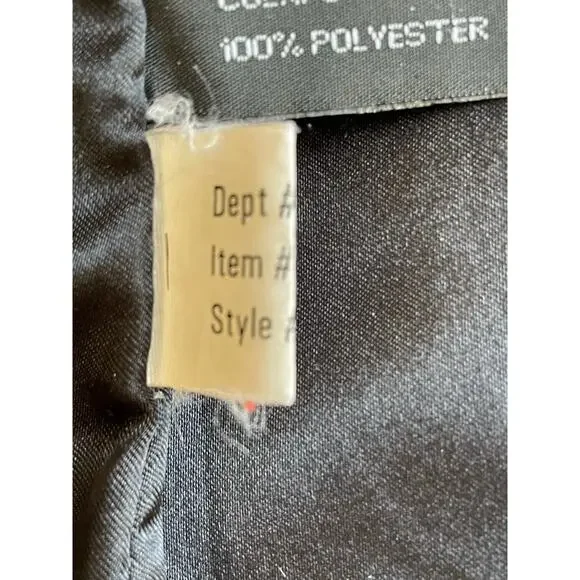 100% POLYESTER
Dept #
Item #
Style #